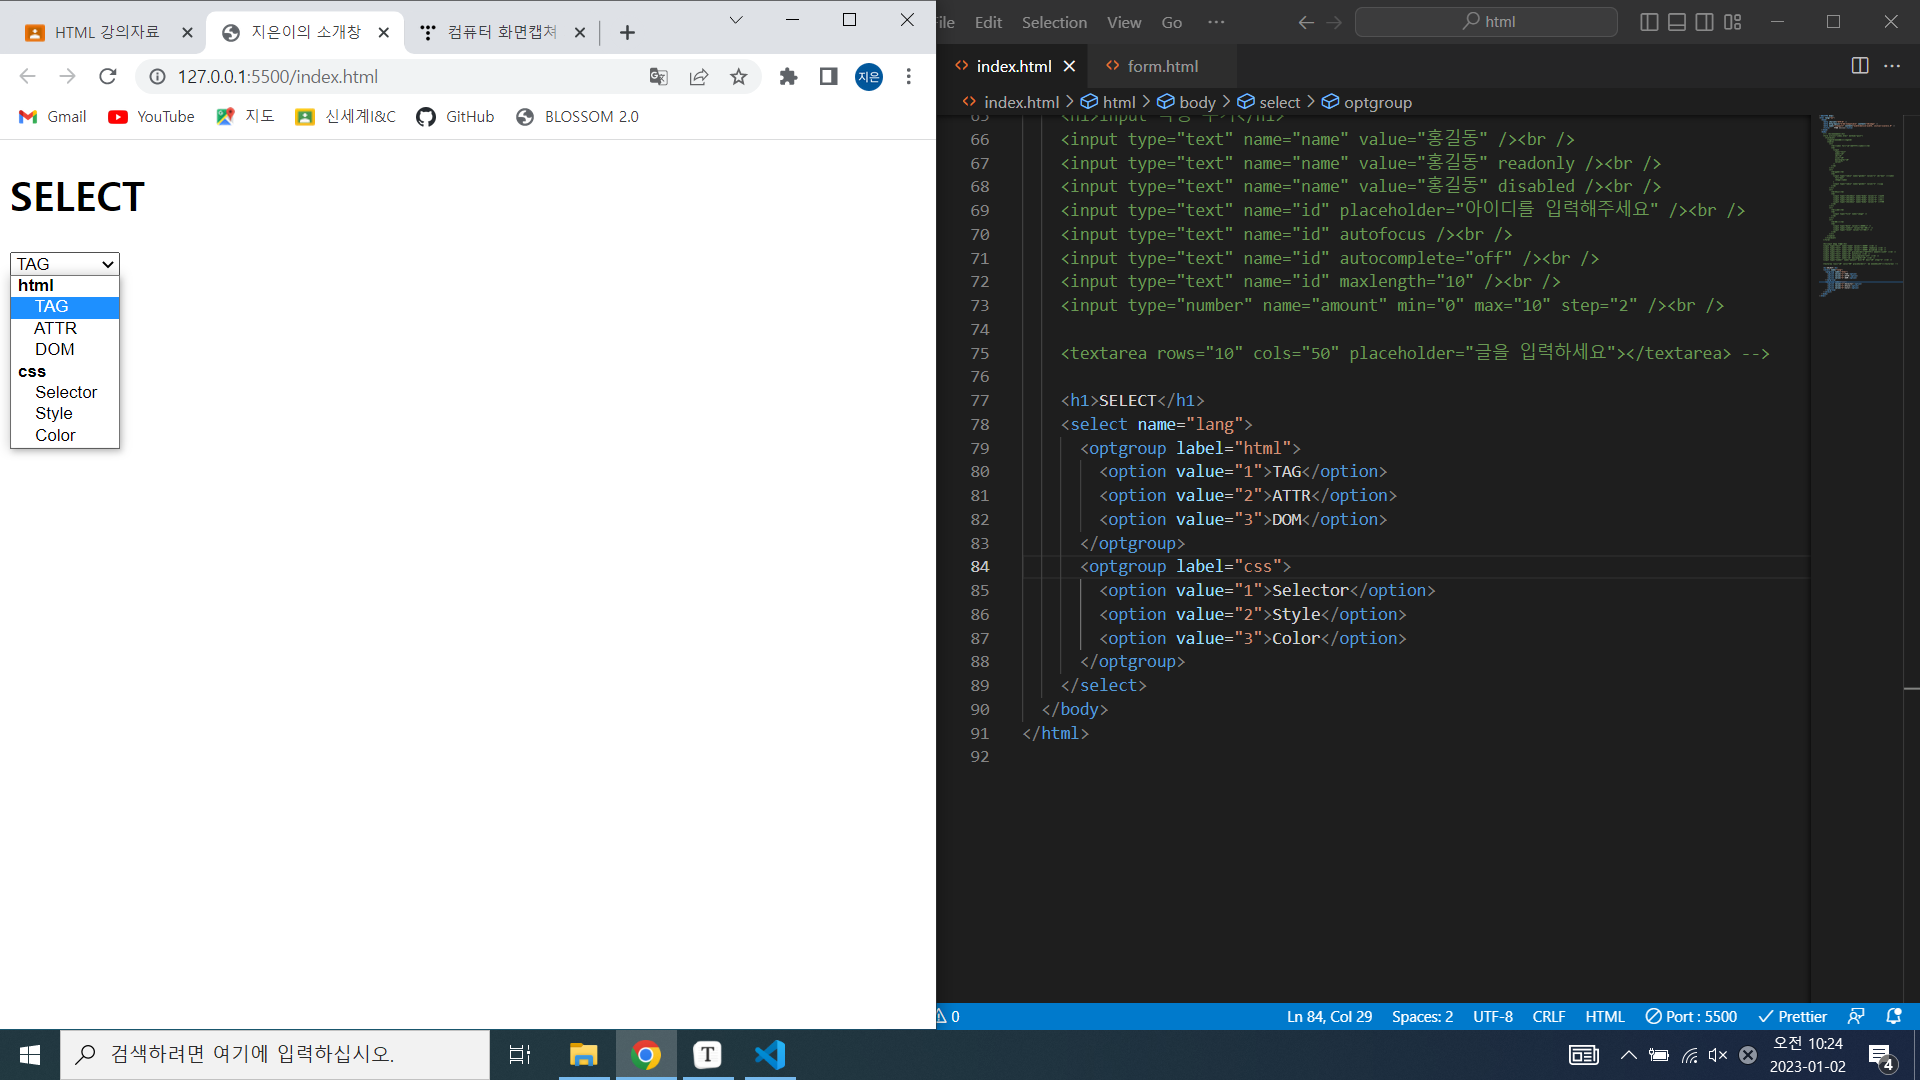 HTML 강의자료
지은이의 소개창
컴퓨터 화면캡쳐
127.0.0.1:5500/index.html
지은
Gmail
YouTube
지도
신세계I&C
GitHub
BLOSSOM 2.0
SELECT
TAG
html
TAG
ATTR
DOM
css
Selector
Style
Color
Edit Selection View Go ···
html
index.html
form.html
index.html > html > body > select > optgroup
66 <input type="text" name="name" value="홍길동" /><br />
67 <input type="text" name="name" value="홍길동" readonly /><br />
68 <input type="text" name="name" value="홍길동" disabled /><br />
69 <input type="text" name="id" placeholder="아이디를 입력해주세요" /><br />
70 <input type="text" name="id" autofocus /><br />
71 <input type="text" name="id" autocomplete="off" /><br />
72 <input type="text" name="id" maxlength="10" /><br />
73 <input type="number" name="amount" min="0" max="10" step="2" /><br />
74
75 <textarea rows="10" cols="50" placeholder="글을 입력하세요"></textarea> -->
76
77 <h1>SELECT</h1>
78 <select name="lang">
79 <optgroup label="html">
80 <option value="1">TAG</option>
81 <option value="2">ATTR</option>
82 <option value="3">DOM</option>
83 </optgroup>
84 <optgroup label="css">
85 <option value="1">Selector</option>
86 <option value="2">Style</option>
87 <option value="3">Color</option>
88 </optgroup>
89 </select>
90 </body>
91 </html>
92
0
Ln 84, Col 29
Spaces: 2
UTF-8
CRLF
HTML
Port : 5500
Prettier
검색하려면 여기에 입력하십시오.
T
오전 10:24
2023-01-02
4